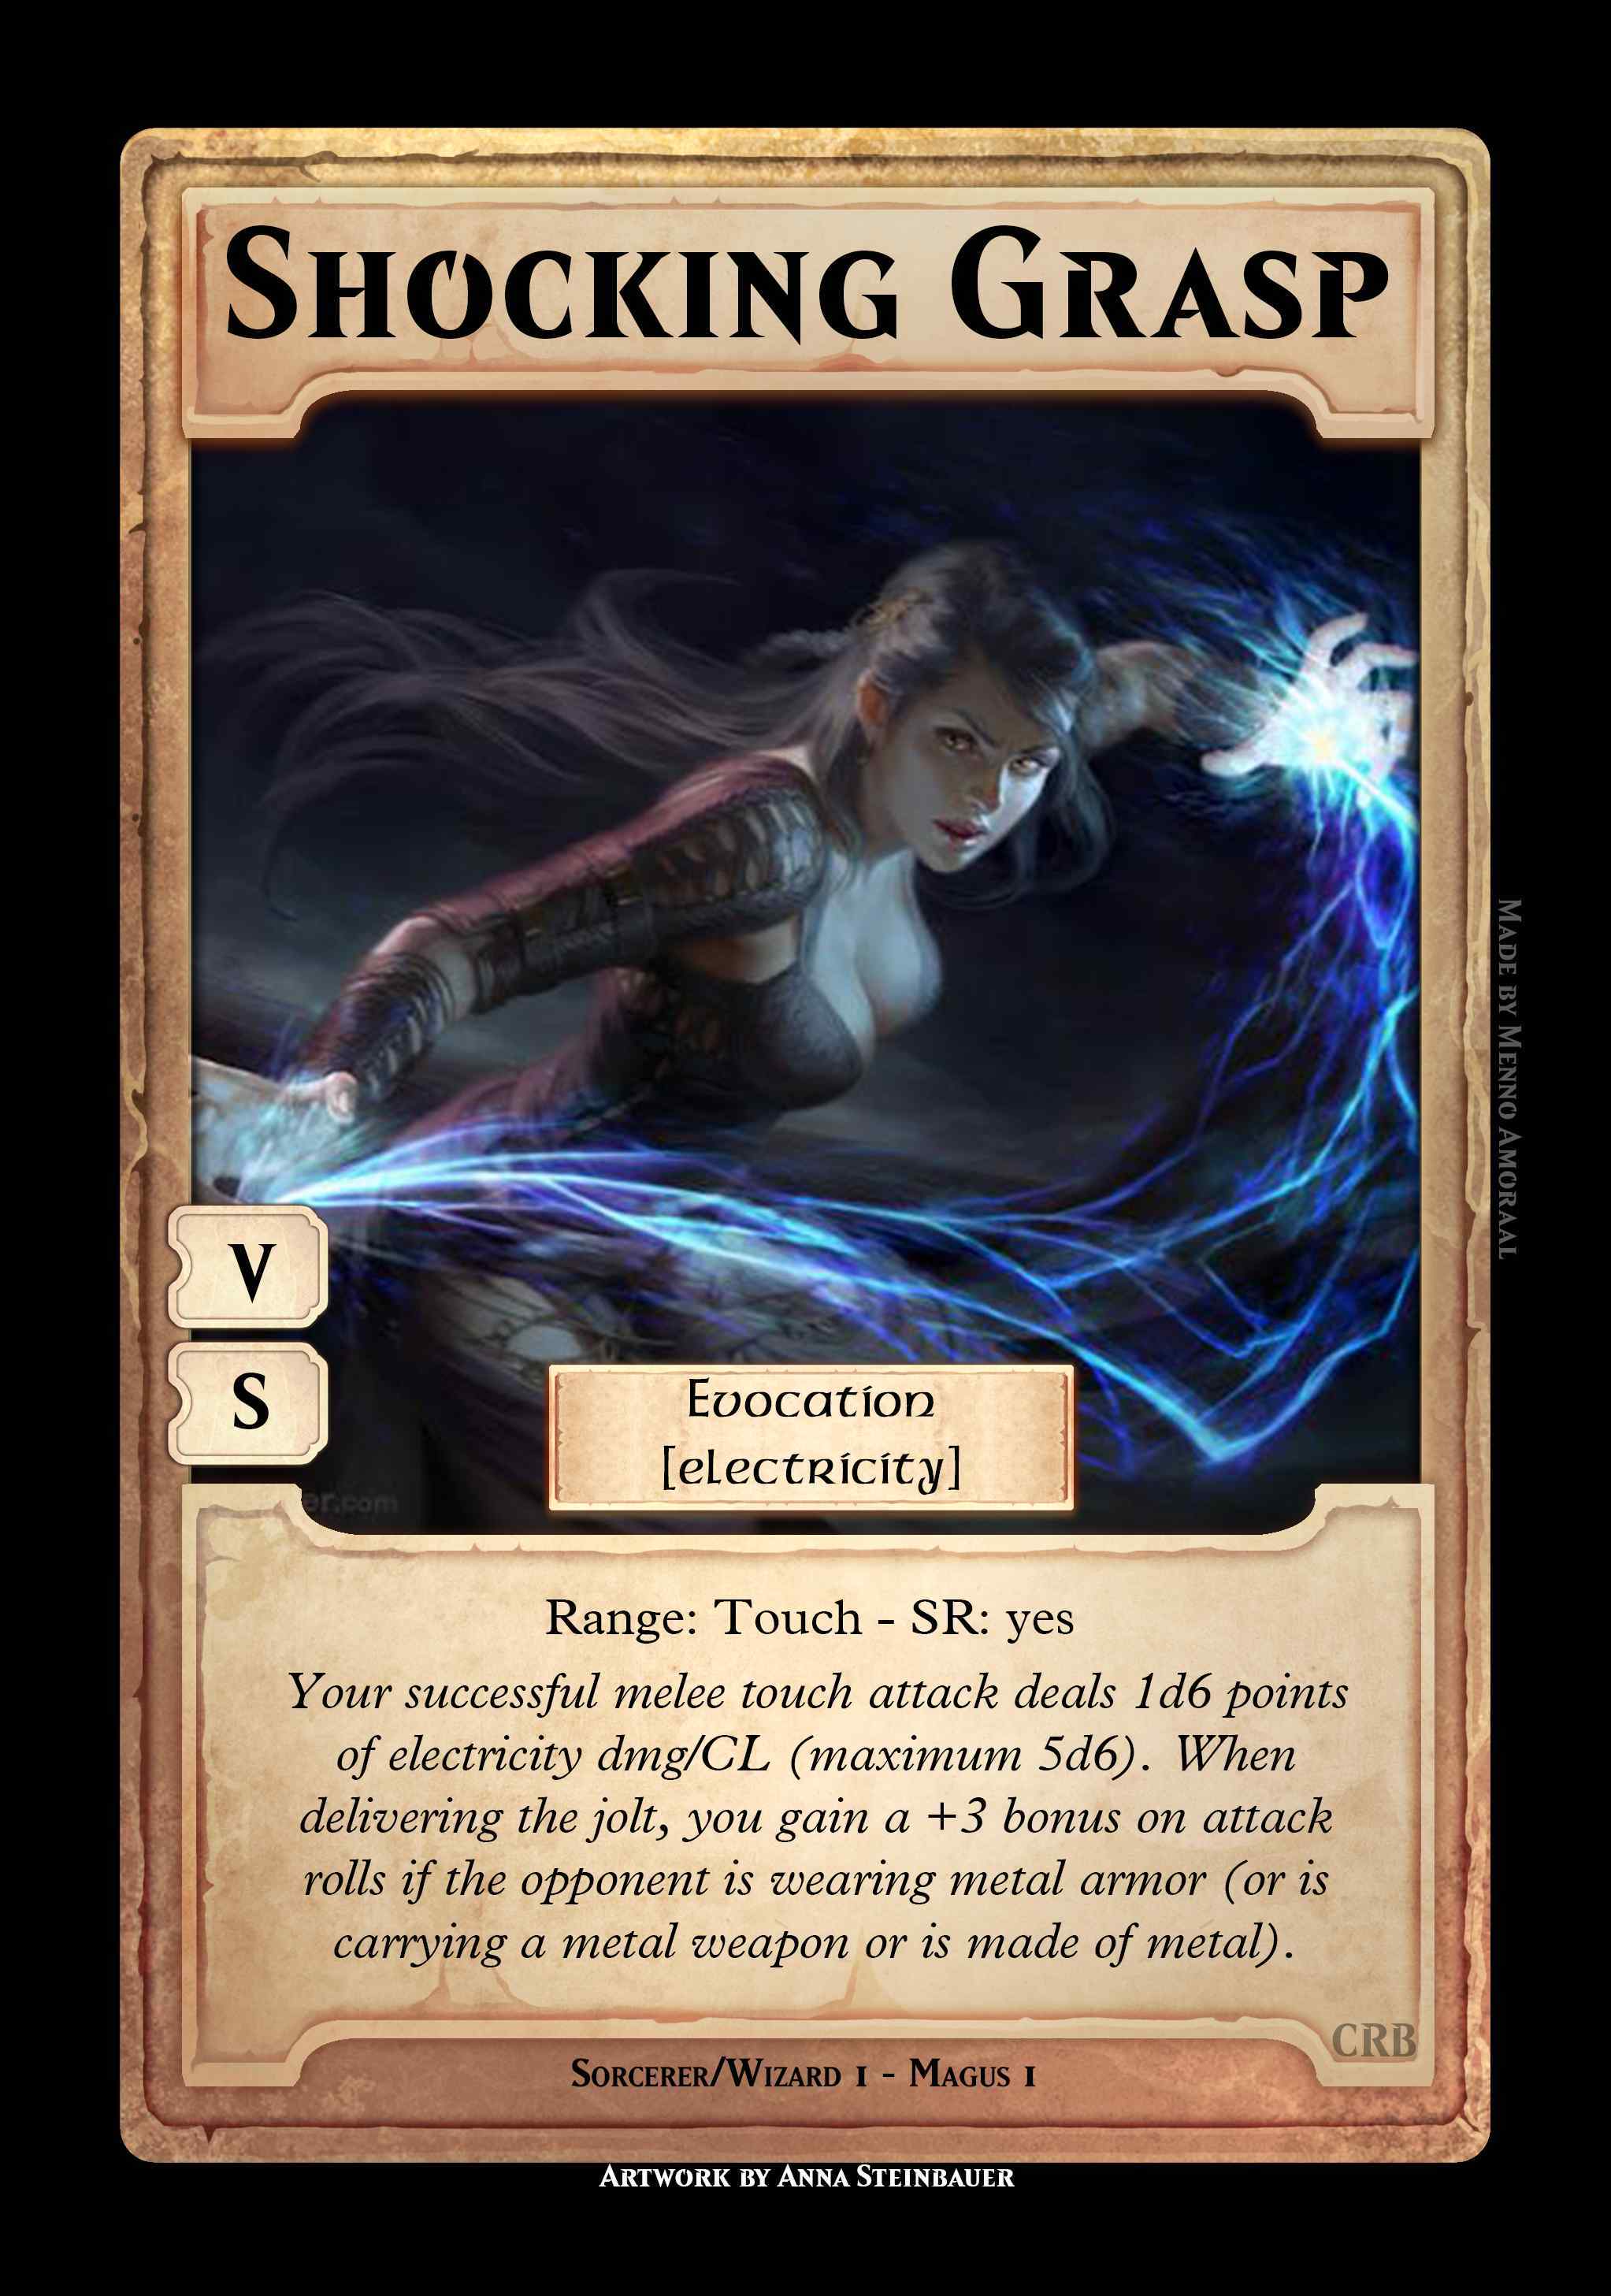 Shocking Grasp
Made by Menno Amoraal
V
S
Evocation
[electricity]
er.com
Range: Touch - SR: yes
Your successful melee touch attack deals 1d6 points
of electricity dmg/CL (maximum 5d6). When
delivering the jolt, you gain a +3 bonus on attack
rolls if the opponent is wearing metal armor (or is
carrying a metal weapon or is made of metal).
CRB
Sorcerer/Wizard 1 - Magus 1
Artwork by Anna Steinbauer